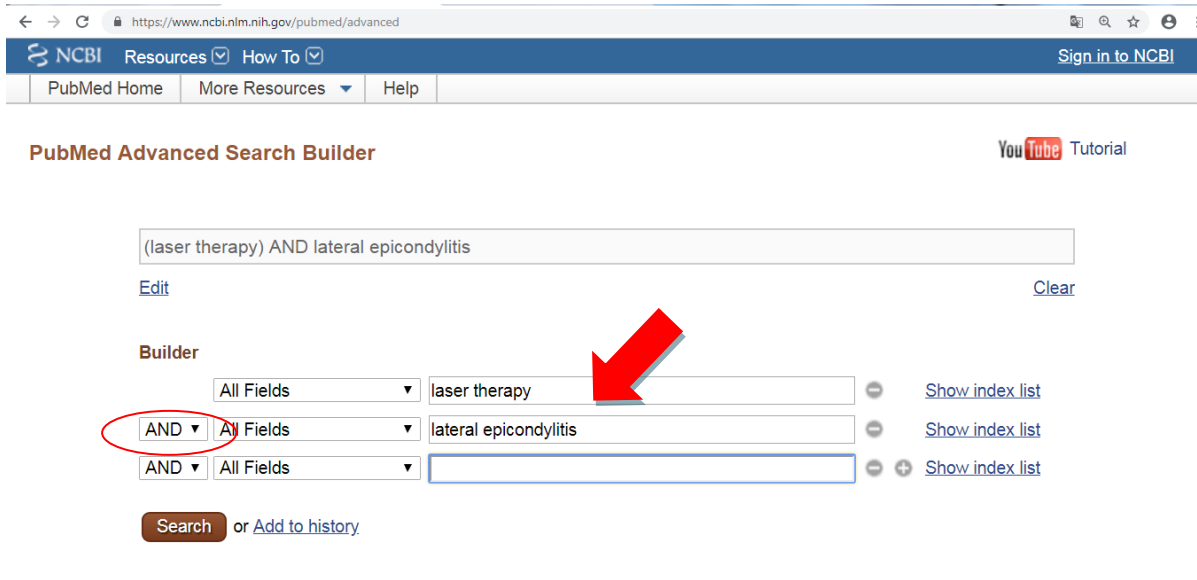 https://www.ncbi.nlm.nih.gov/pubmed/advanced
NCBI Resources How To Sign in to NCBI
PubMed Home More Resources Help
PubMed Advanced Search Builder
YouTube Tutorial
(laser therapy) AND lateral epicondylitis
Edit Clear
Builder
All Fields laser therapy Show index list
AND All Fields lateral epicondylitis Show index list
AND All Fields Show index list
Search or Add to history